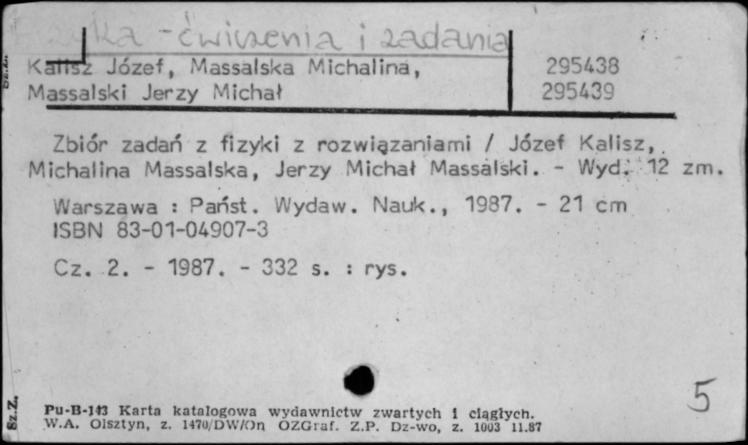 Fizyka - ćwiczenia i zadania
Kalisz Józef, Massalska Michalina, 295438
Massalski Jerzy Michał 295439
Zbiór zadań z fizyki z rozwiązaniami / Józef Kalisz,
Michalina Massalska, Jerzy Michał Massalski. - Wyd. 12 zm.
Warszawa : Państ. Wydaw. Nauk., 1987. - 21 cm
ISBN 83-01-04907-3
Cz. 2. - 1987. - 332 s. : rys.
5
Pu-B-143 Karta katalogowa wydawnictw zwartych i ciągłych.
W.A. Olsztyn, z. 1470/DW/On OZGraf. Z.P. Dz-wo, z. 1003 11.87
Sz.Z.
Sz.Z.